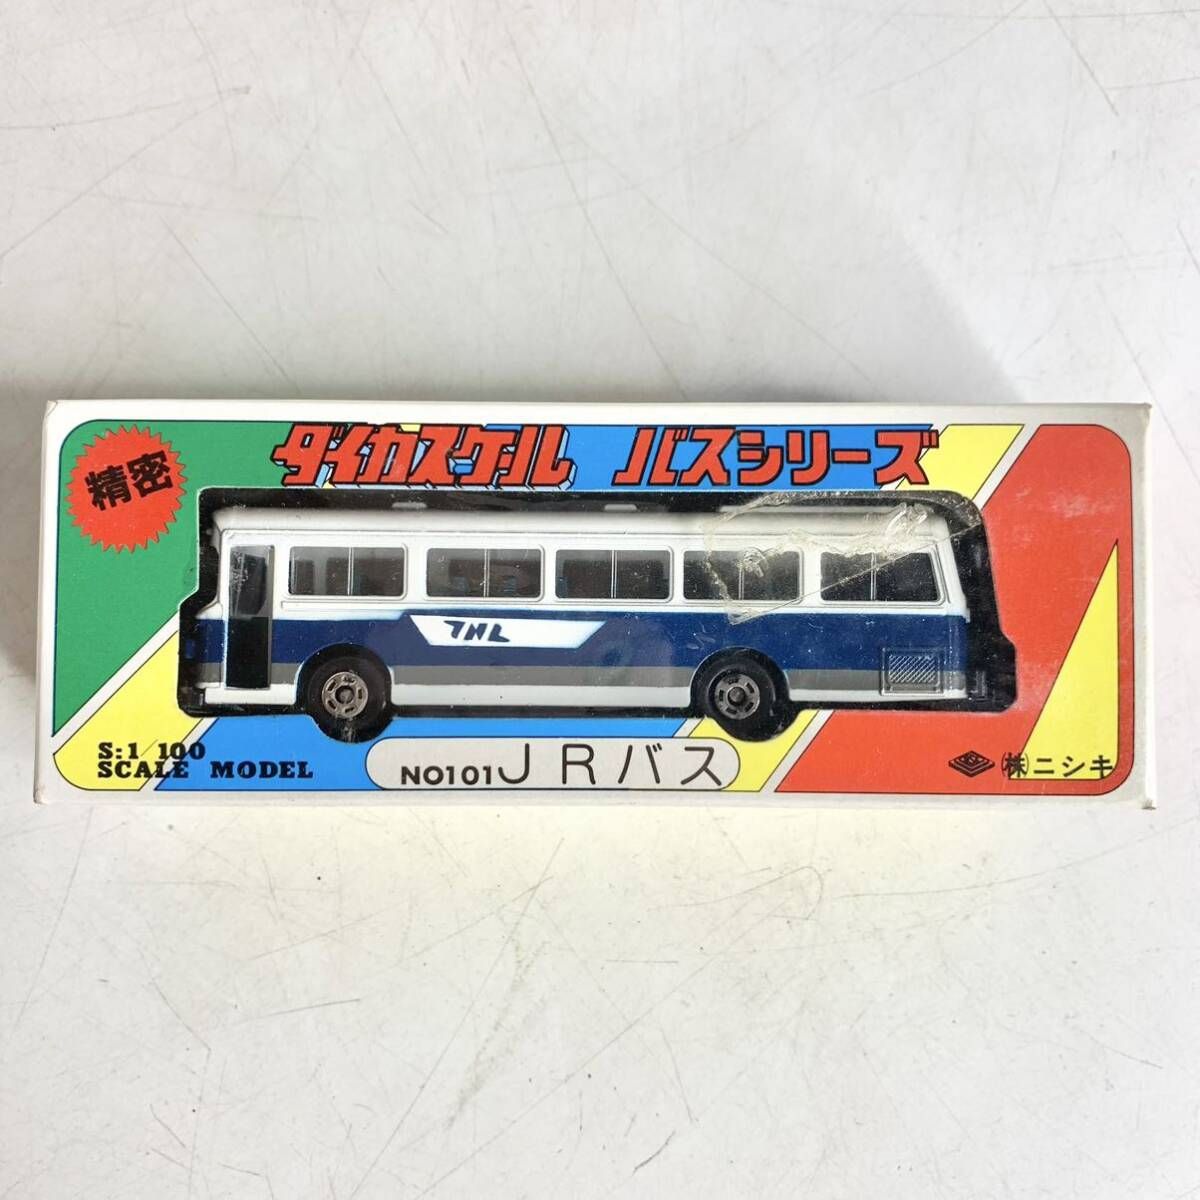 精密
ダイカスケール バスシリーズ
S:1/100
SCALE MODEL
NO101 JRバス
㈱ニシキ